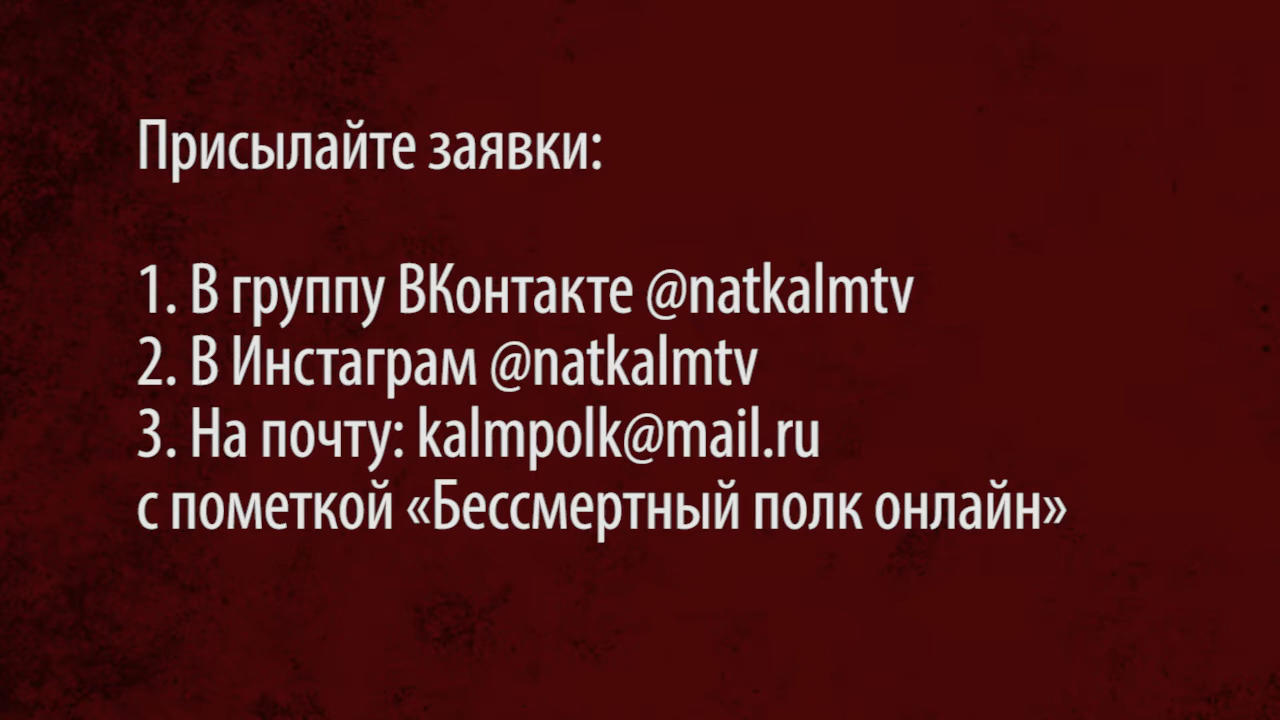 Присылайте заявки:
1. В группу ВКонтакте @natkalmtv
2. В Инстаграм @natkalmtv
3. На почту: kalmpolk@mail.ru
с пометкой «Бессмертный полк онлайн»